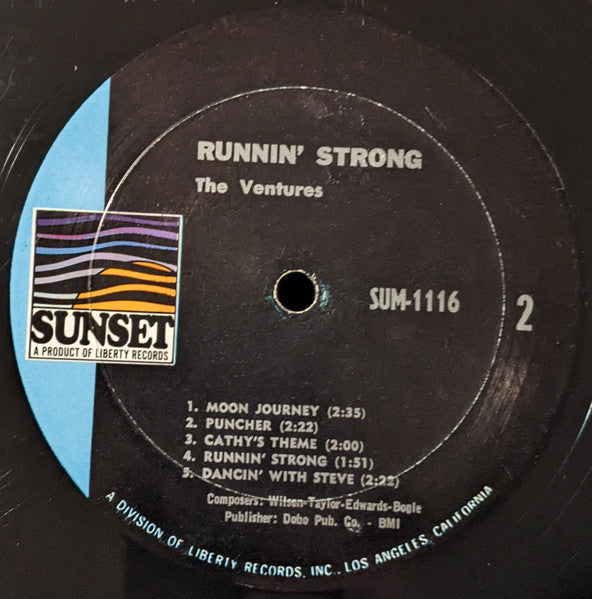 RUNNIN' STRONG
The Ventures
SUNSET
A PRODUCT OF LIBERTY RECORDS
SUM-1116
2
1. MOON JOURNEY (2:35)
2. PUNCHER (2:22)
3. CATHY'S THEME (2:00)
4. RUNNIN' STRONG (1:51)
5. DANCIN' WITH STEVE (2:22)
Composers: Wilson-Taylor-Edwards-Bogle
Publisher: Dobo Pub. Co. - BMI
A DIVISION OF LIBERTY RECORDS, INC., LOS ANGELES, CALIFORNIA